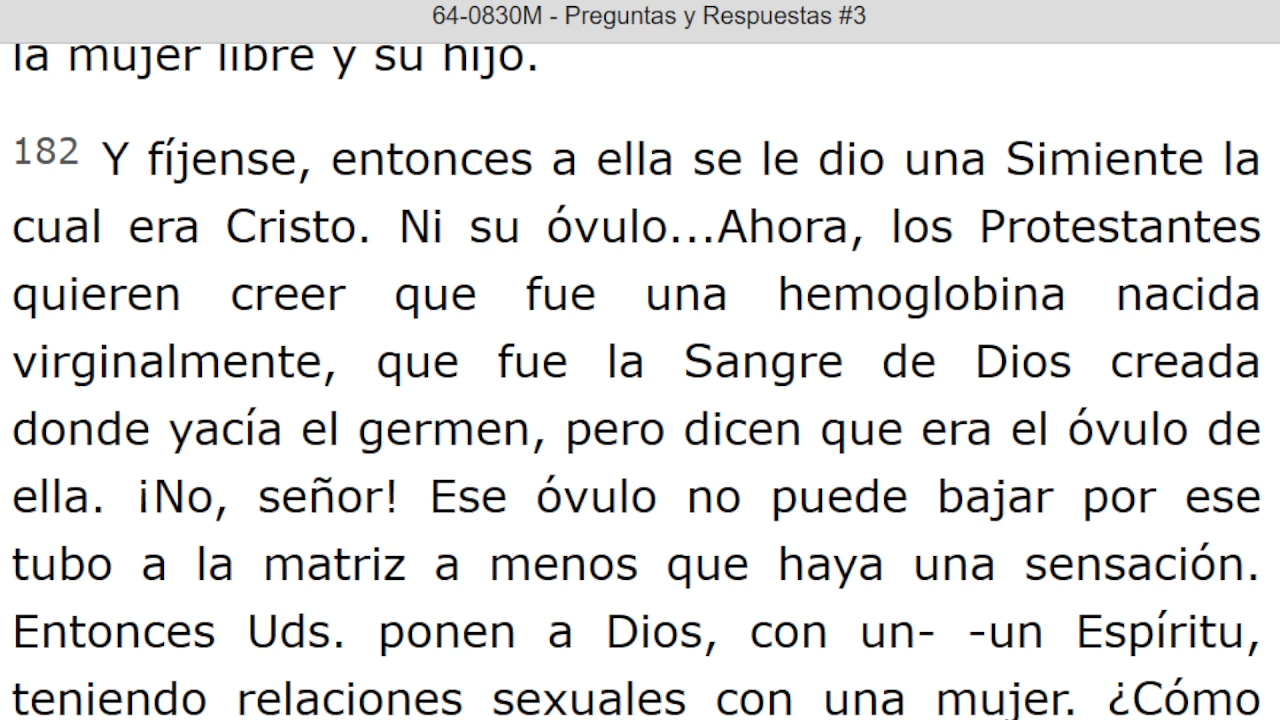 64-0830M - Preguntas y Respuestas #3
la mujer libre y su hijo.
182 Y fíjense, entonces a ella se le dio una Simiente la
cual era Cristo. Ni su óvulo...Ahora, los Protestantes
quieren creer que fue una hemoglobina nacida
virginalmente, que fue la Sangre de Dios creada
donde yacía el germen, pero dicen que era el óvulo de
ella. ¡No, señor! Ese óvulo no puede bajar por ese
tubo a la matriz a menos que haya una sensación.
Entonces Uds. ponen a Dios, con un- -un Espíritu,
teniendo relaciones sexuales con una mujer. ¿Cómo